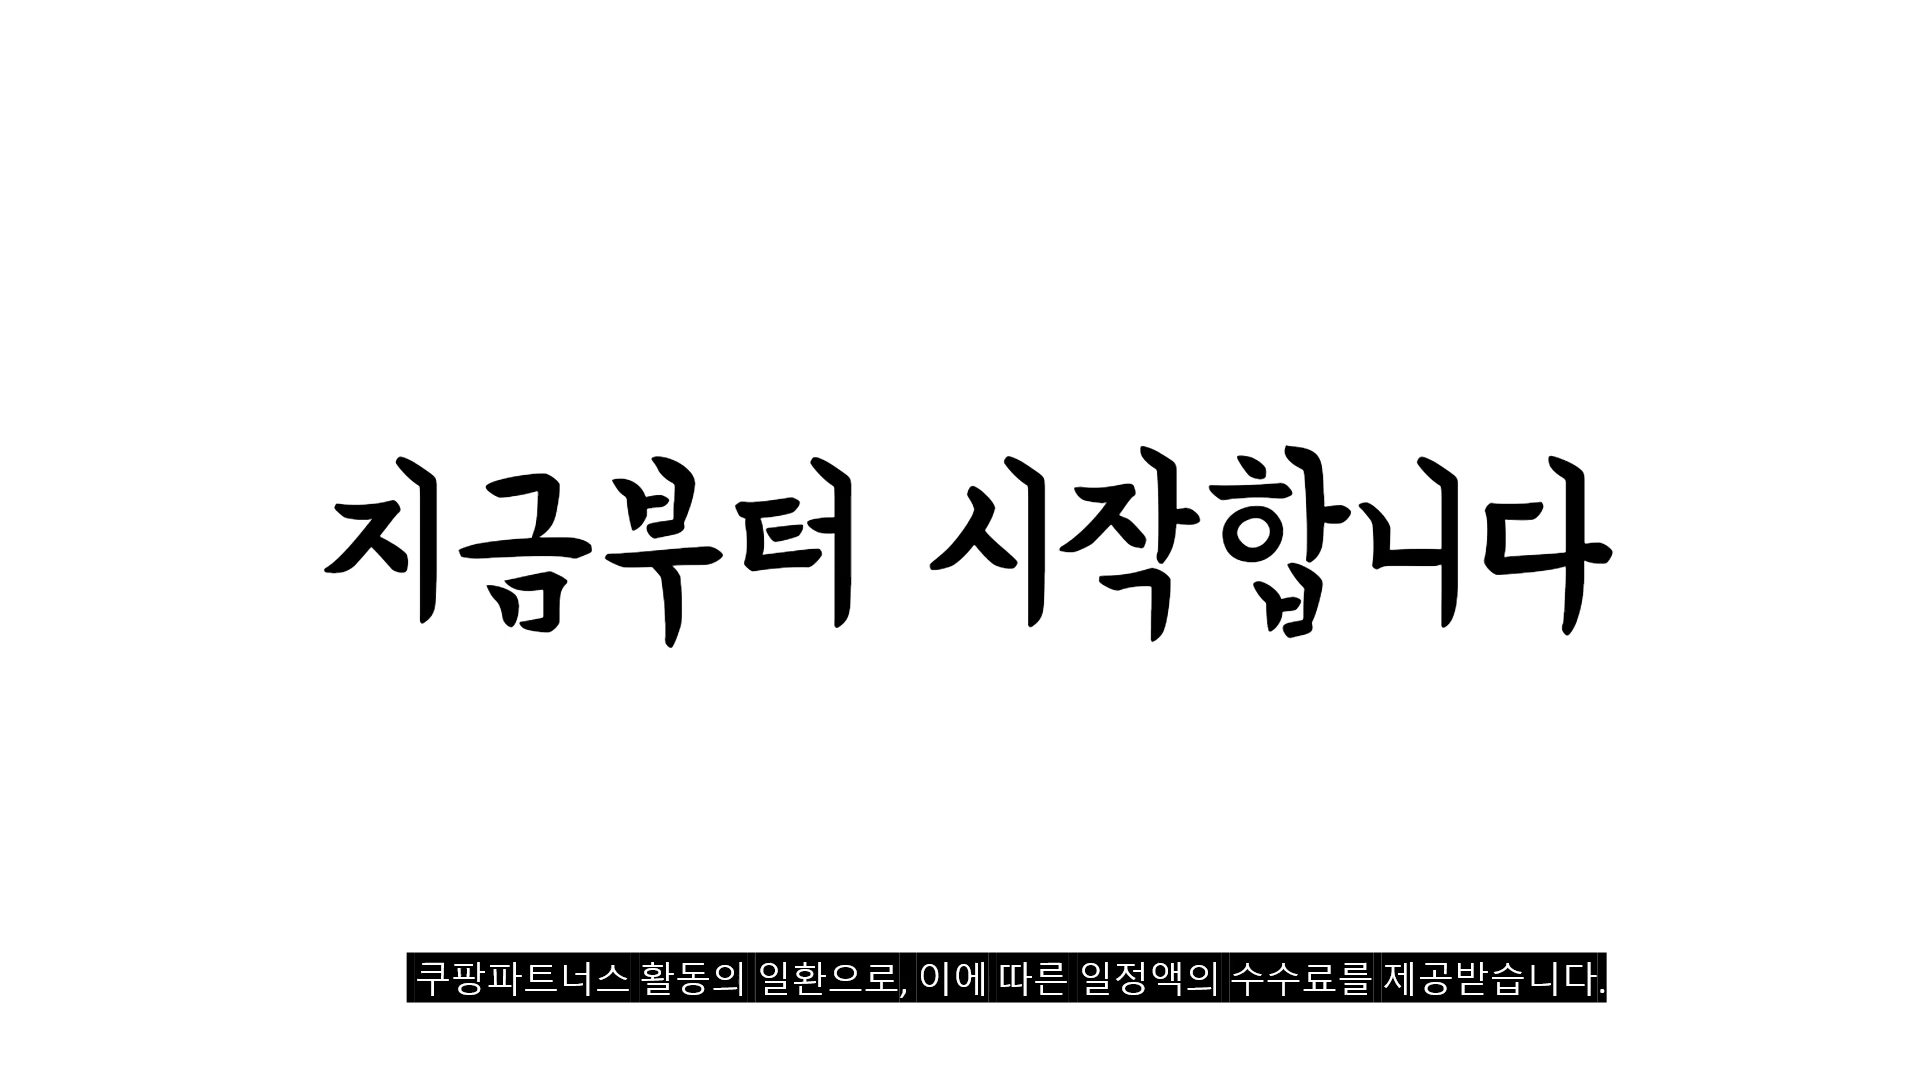 지금부터 시작합니다
쿠팡파트너스 활동의 일환으로, 이에 따른 일정액의 수수료를 제공받습니다.